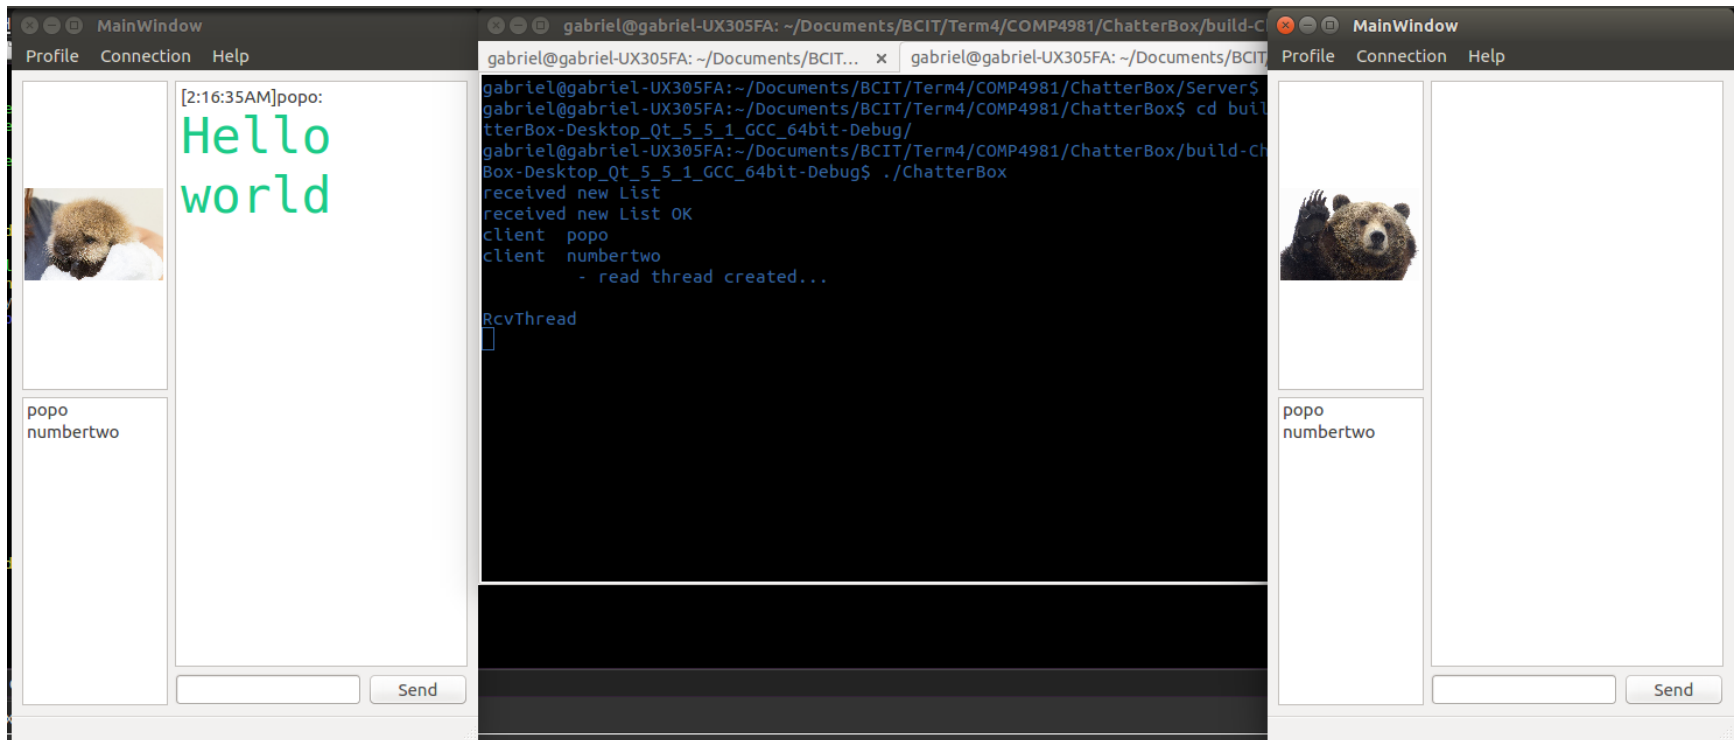 MainWindow
Profile Connection Help
[2:16:35AM]popo:
Hello
world
popo
numbertwo
Send
gabriel@gabriel-UX305FA: ~/Documents/BCIT/Term4/COMP4981/ChatterBox/build-C
gabriel@gabriel-UX305FA: ~/Documents/BCIT... x gabriel@gabriel-UX305FA: ~/Documents/BCIT
gabriel@gabriel-UX305FA:~/Documents/BCIT/Term4/COMP4981/ChatterBox/Server$
gabriel@gabriel-UX305FA:~/Documents/BCIT/Term4/COMP4981/ChatterBox$ cd buil
tterBox-Desktop_Qt_5_5_1_GCC_64bit-Debug/
gabriel@gabriel-UX305FA:~/Documents/BCIT/Term4/COMP4981/ChatterBox/build-Ch
Box-Desktop_Qt_5_5_1_GCC_64bit-Debug$ ./ChatterBox
received new List
received new List OK
client  popo
client  numbertwo
- read thread created...
RcvThread
MainWindow
Profile Connection Help
popo
numbertwo
Send